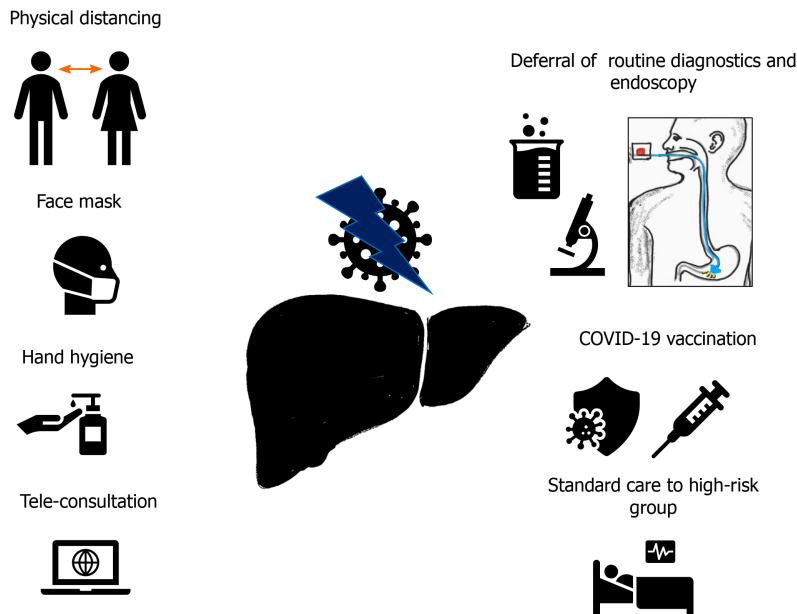 Physical distancing
Face mask
Hand hygiene
Tele-consultation
Deferral of routine diagnostics and
endoscopy
COVID-19 vaccination
Standard care to high-risk
group